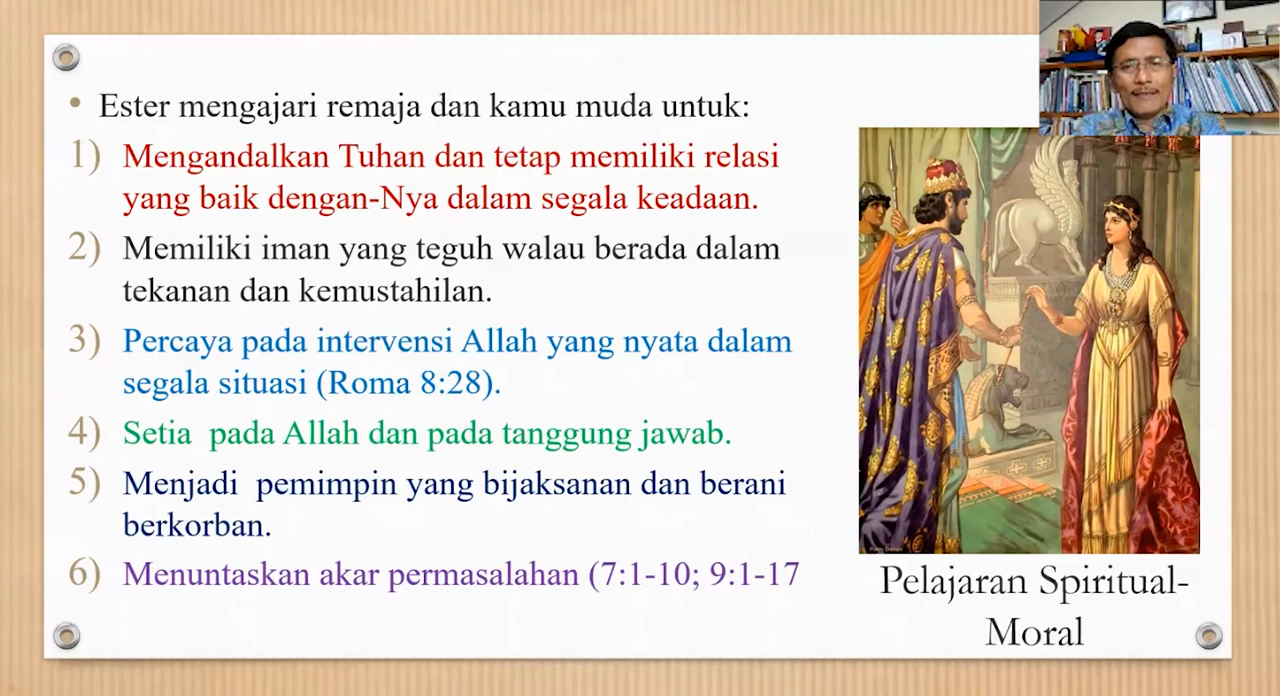 • Ester mengajari remaja dan kamu muda untuk:
1) Mengandalkan Tuhan dan tetap memiliki relasi
yang baik dengan-Nya dalam segala keadaan.
2) Memiliki iman yang teguh walau berada dalam
tekanan dan kemustahilan.
3) Percaya pada intervensi Allah yang nyata dalam
segala situasi (Roma 8:28).
4) Setia  pada Allah dan pada tanggung jawab.
5) Menjadi  pemimpin yang bijaksanan dan berani
berkorban.
6) Menuntaskan akar permasalahan (7:1-10; 9:1-17
Public Domain
Pelajaran Spiritual-
Moral